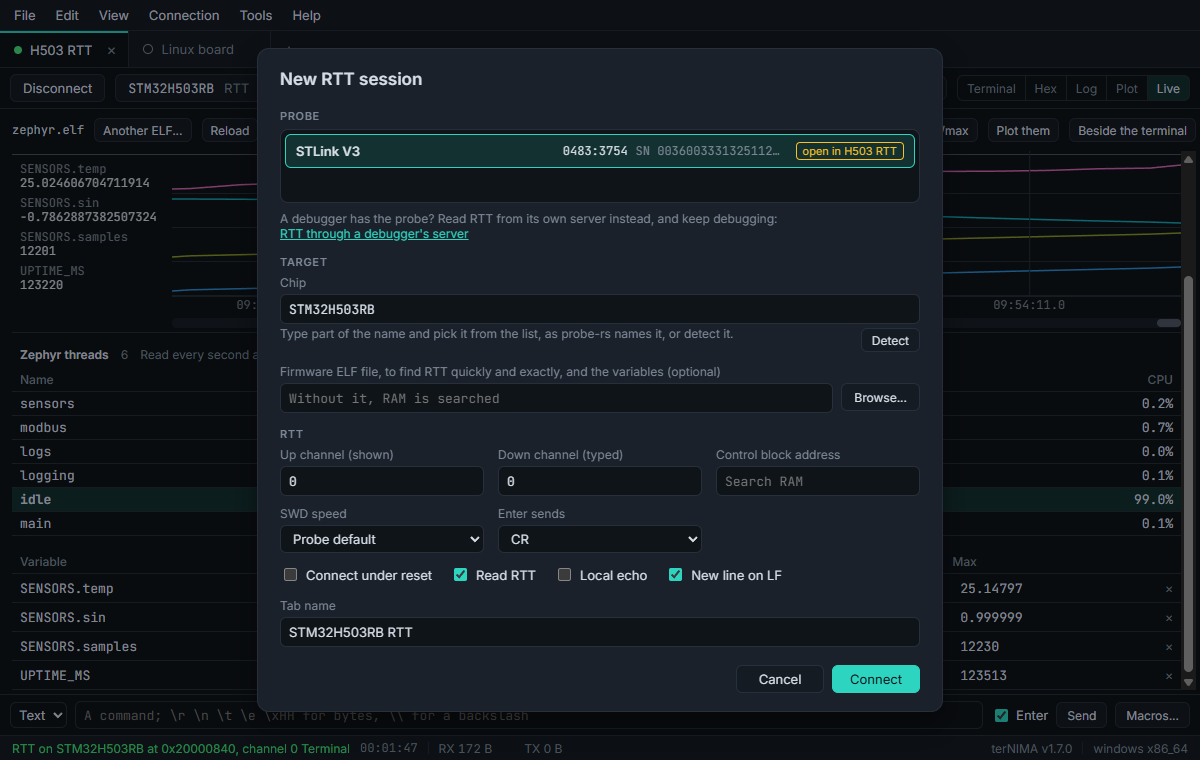 File Edit View Connection Tools Help
H503 RTT × Linux board
Disconnect STM32H503RB RTT Terminal Hex Log Plot Live
zephyr.elf Another ELF... Reload /max Plot them Beside the terminal
SENSORS.temp
25.024606704711914
SENSORS.sin
-0.7862887382507324
SENSORS.samples
12201
UPTIME_MS
123220
09: 09:54:11.0
Zephyr threads 6 Read every second a
Name CPU
sensors 0.2%
modbus 0.7%
logs 0.0%
logging 0.1%
idle 99.0%
main 0.1%
Variable Max
SENSORS.temp 25.14797 ×
SENSORS.sin 0.999999 ×
SENSORS.samples 12230 ×
UPTIME_MS 123513 ×
New RTT session
PROBE
STLink V3 0483:3754 SN 0036003331325112… open in H503 RTT
A debugger has the probe? Read RTT from its own server instead, and keep debugging:
RTT through a debugger's server
TARGET
Chip
STM32H503RB
Type part of the name and pick it from the list, as probe-rs names it, or detect it.
Detect
Firmware ELF file, to find RTT quickly and exactly, and the variables (optional)
Without it, RAM is searched Browse...
RTT
Up channel (shown) Down channel (typed) Control block address
0 0 Search RAM
SWD speed Enter sends
Probe default CR
Connect under reset Read RTT Local echo New line on LF
Tab name
STM32H503RB RTT
Cancel Connect
Text A command; \r \n \t \e \xHH for bytes, \\ for a backslash Enter Send Macros...
RTT on STM32H503RB at 0x20000840, channel 0 Terminal 00:01:47 RX 172 B TX 0 B terNIMA v1.7.0 windows x86_64